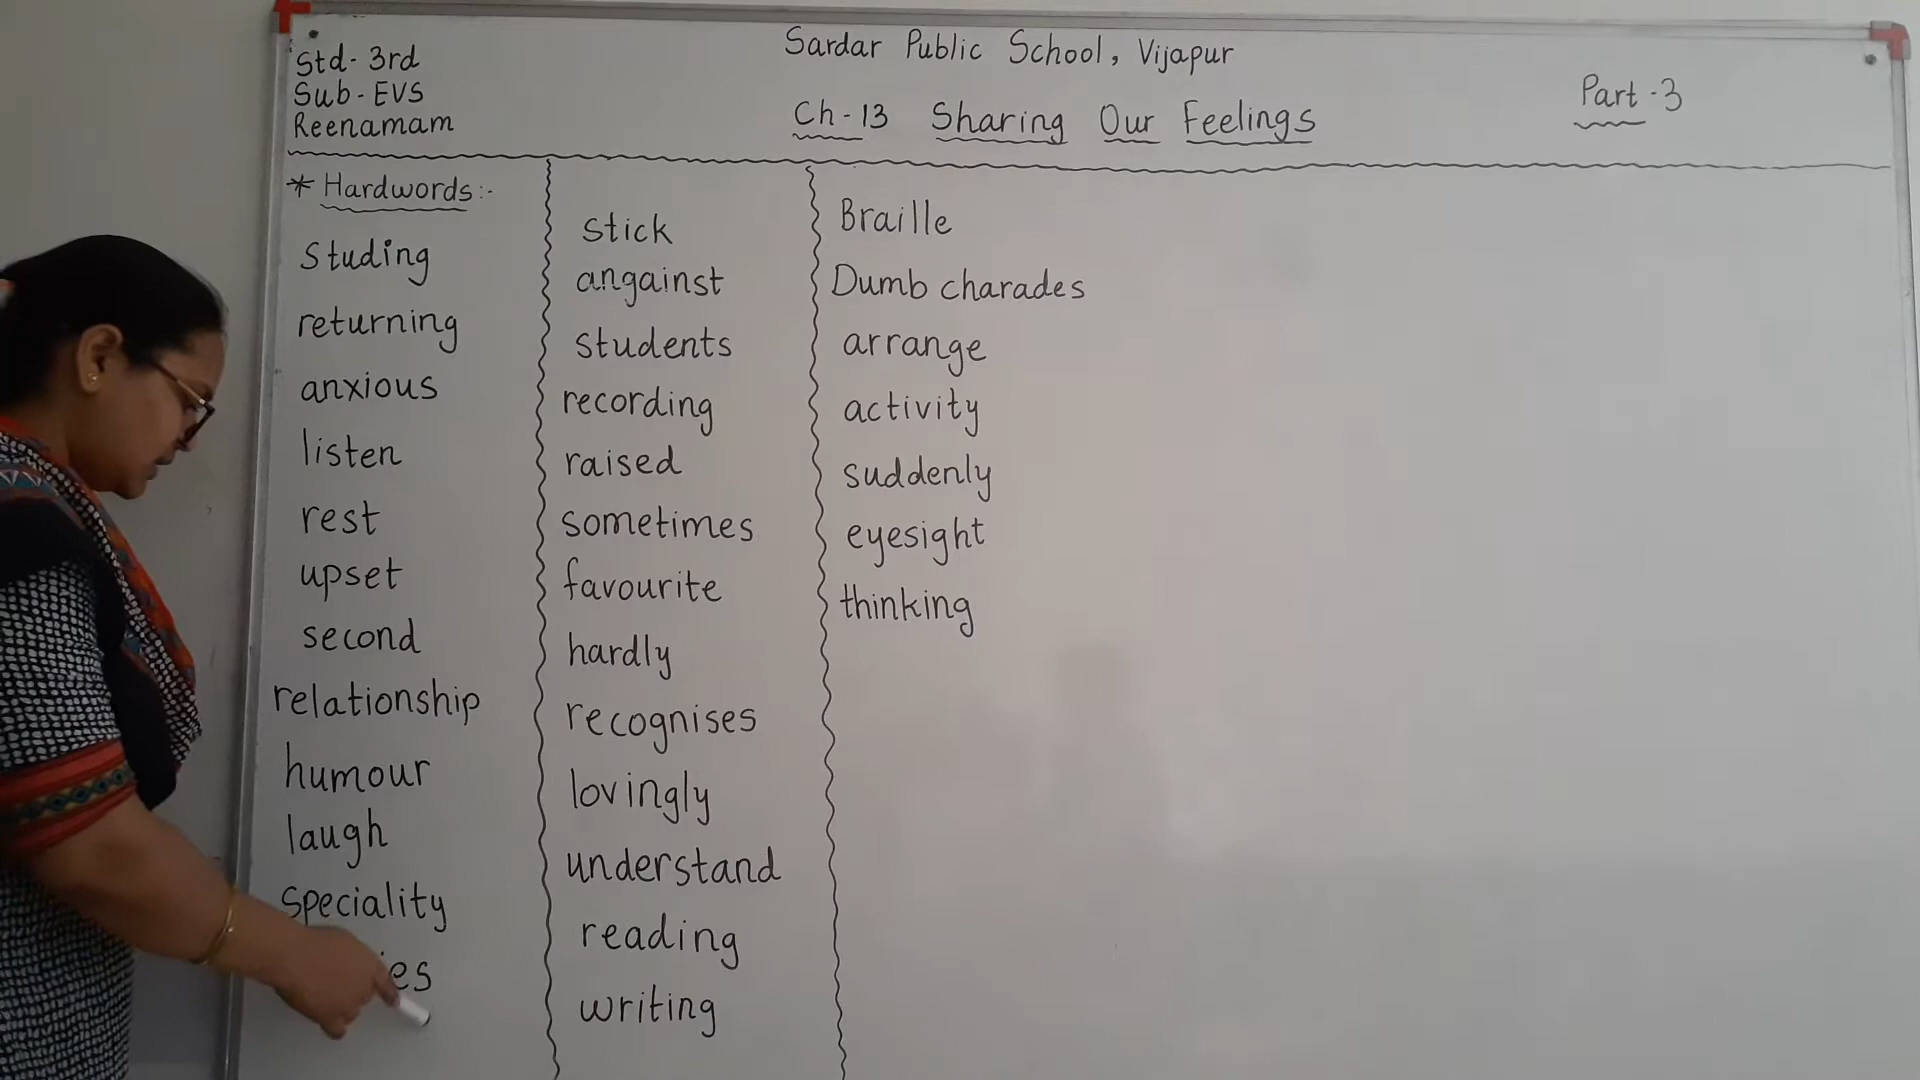 Std- 3rd
Sub- EVS
Reenamam
Sardar Public School, Vijapur
Ch-13 Sharing Our Feelings
Part-3
* Hardwords:-
Studing
returning
anxious
listen
rest
upset
second
relationship
humour
laugh
speciality
stick
angainst
students
recording
raised
sometimes
favourite
hardly
recognises
lovingly
understand
reading
writing
Braille
Dumb charades
arrange
activity
suddenly
eyesight
thinking